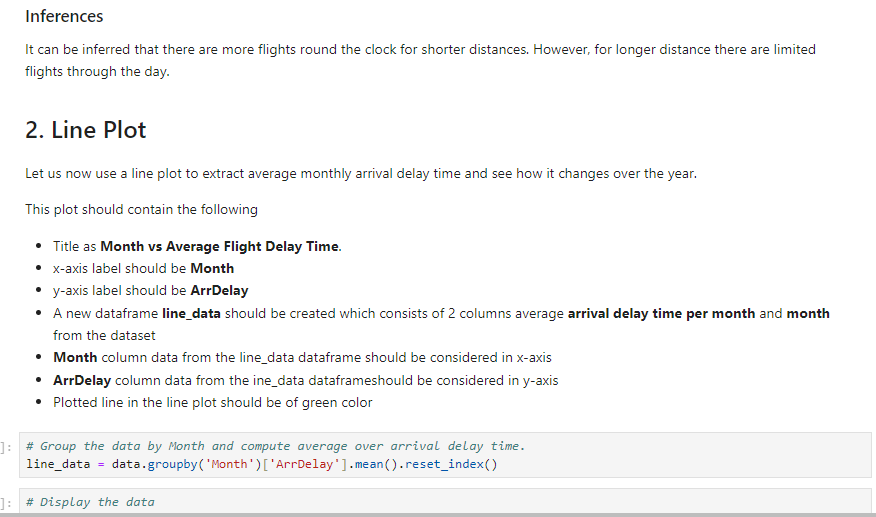 Inferences
It can be inferred that there are more flights round the clock for shorter distances. However, for longer distance there are limited
flights through the day.
2. Line Plot
Let us now use a line plot to extract average monthly arrival delay time and see how it changes over the year.
This plot should contain the following
• Title as Month vs Average Flight Delay Time.
• x-axis label should be Month
• y-axis label should be ArrDelay
• A new dataframe line_data should be created which consists of 2 columns average arrival delay time per month and month
from the dataset
• Month column data from the line_data dataframe should be considered in x-axis
• ArrDelay column data from the ine_data dataframeshould be considered in y-axis
• Plotted line in the line plot should be of green color
]: # Group the data by Month and compute average over arrival delay time.
line_data = data.groupby('Month')['ArrDelay'].mean().reset_index()
]: # Display the data